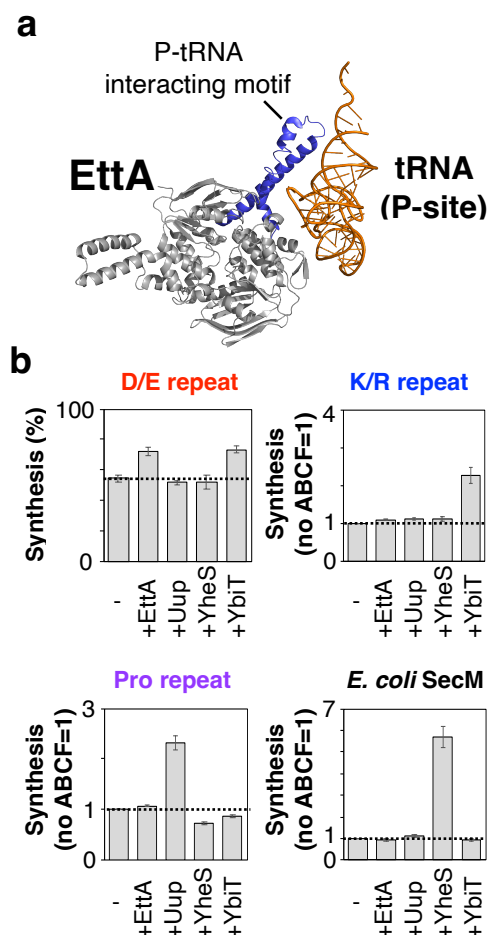 a
P-tRNA
interacting motif
EttA
tRNA
(P-site)
b
D/E repeat
Synthesis (%)
100
0
-
+EttA
+Uup
+YheS
+YbiT
K/R repeat
Synthesis
(no ABCF=1)
4
1
0
-
+EttA
+Uup
+YheS
+YbiT
Pro repeat
Synthesis
(no ABCF=1)
3
1
0
-
+EttA
+Uup
+YheS
+YbiT
E. coli SecM
Synthesis
(no ABCF=1)
7
1
0
-
+EttA
+Uup
+YheS
+YbiT